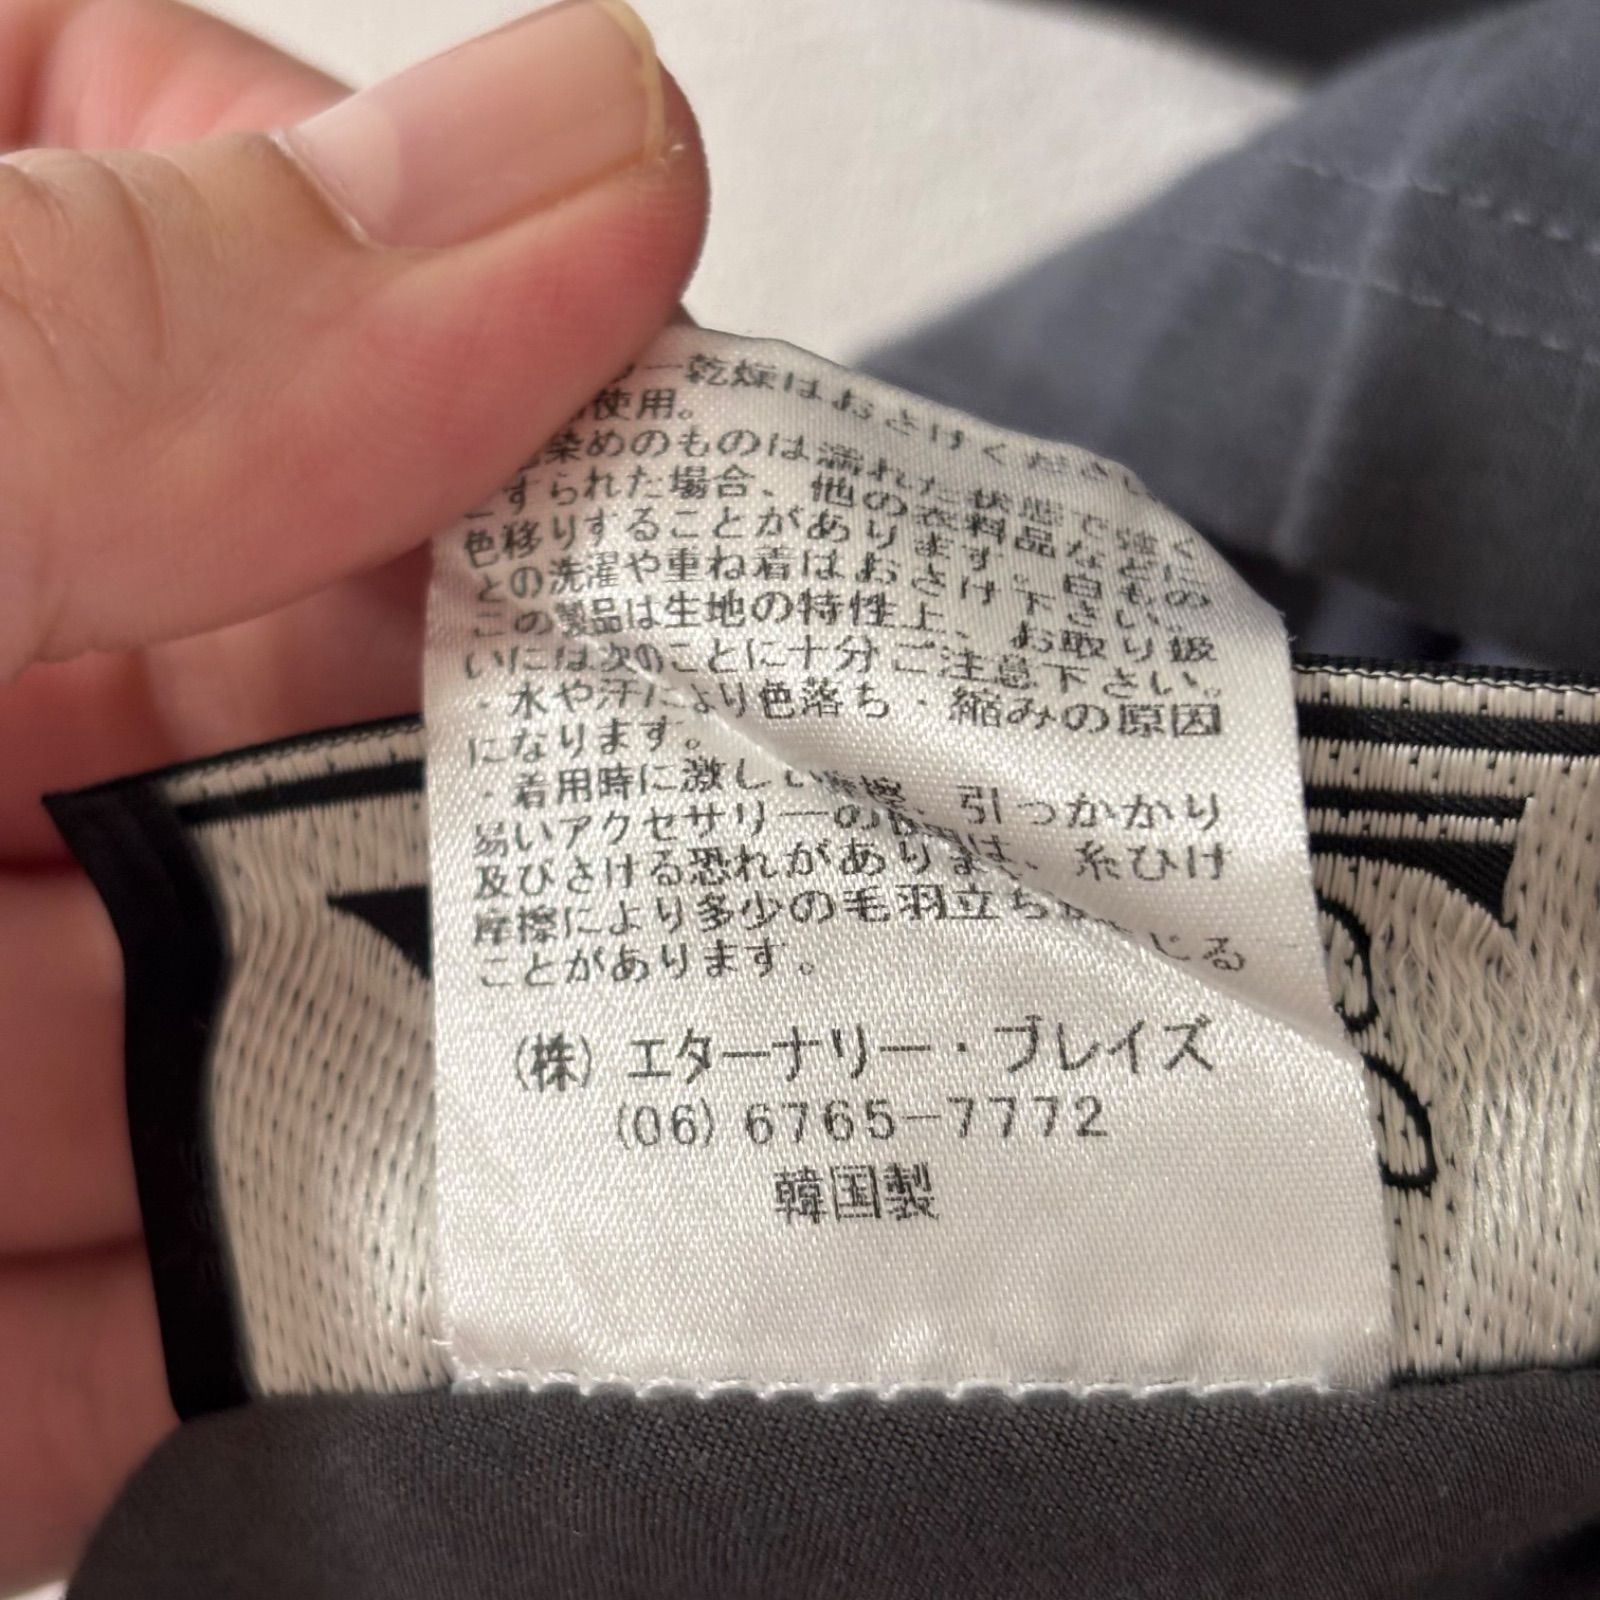 ー乾燥はおさけください
使用。
染めのものは濡れた状態で強く
すられた場合、他の衣料品などに
色移りすることがあります。白もの
との洗濯や重ね着はおさけ下さい。
この製品は生地の特性上、お取り扱
いには次のことに十分ご注意下さい。
・水や汗により色落ち・縮みの原因
になります。
・着用時に激しい摩擦、引っかかり
易いアクセサリーの併用は、糸ひけ
及びさける恐れがあります。
摩擦により多少の毛羽立ちが生じる
ことがあります。
(株) エターナリー・ブレイズ
(06) 6765-7772
韓国製